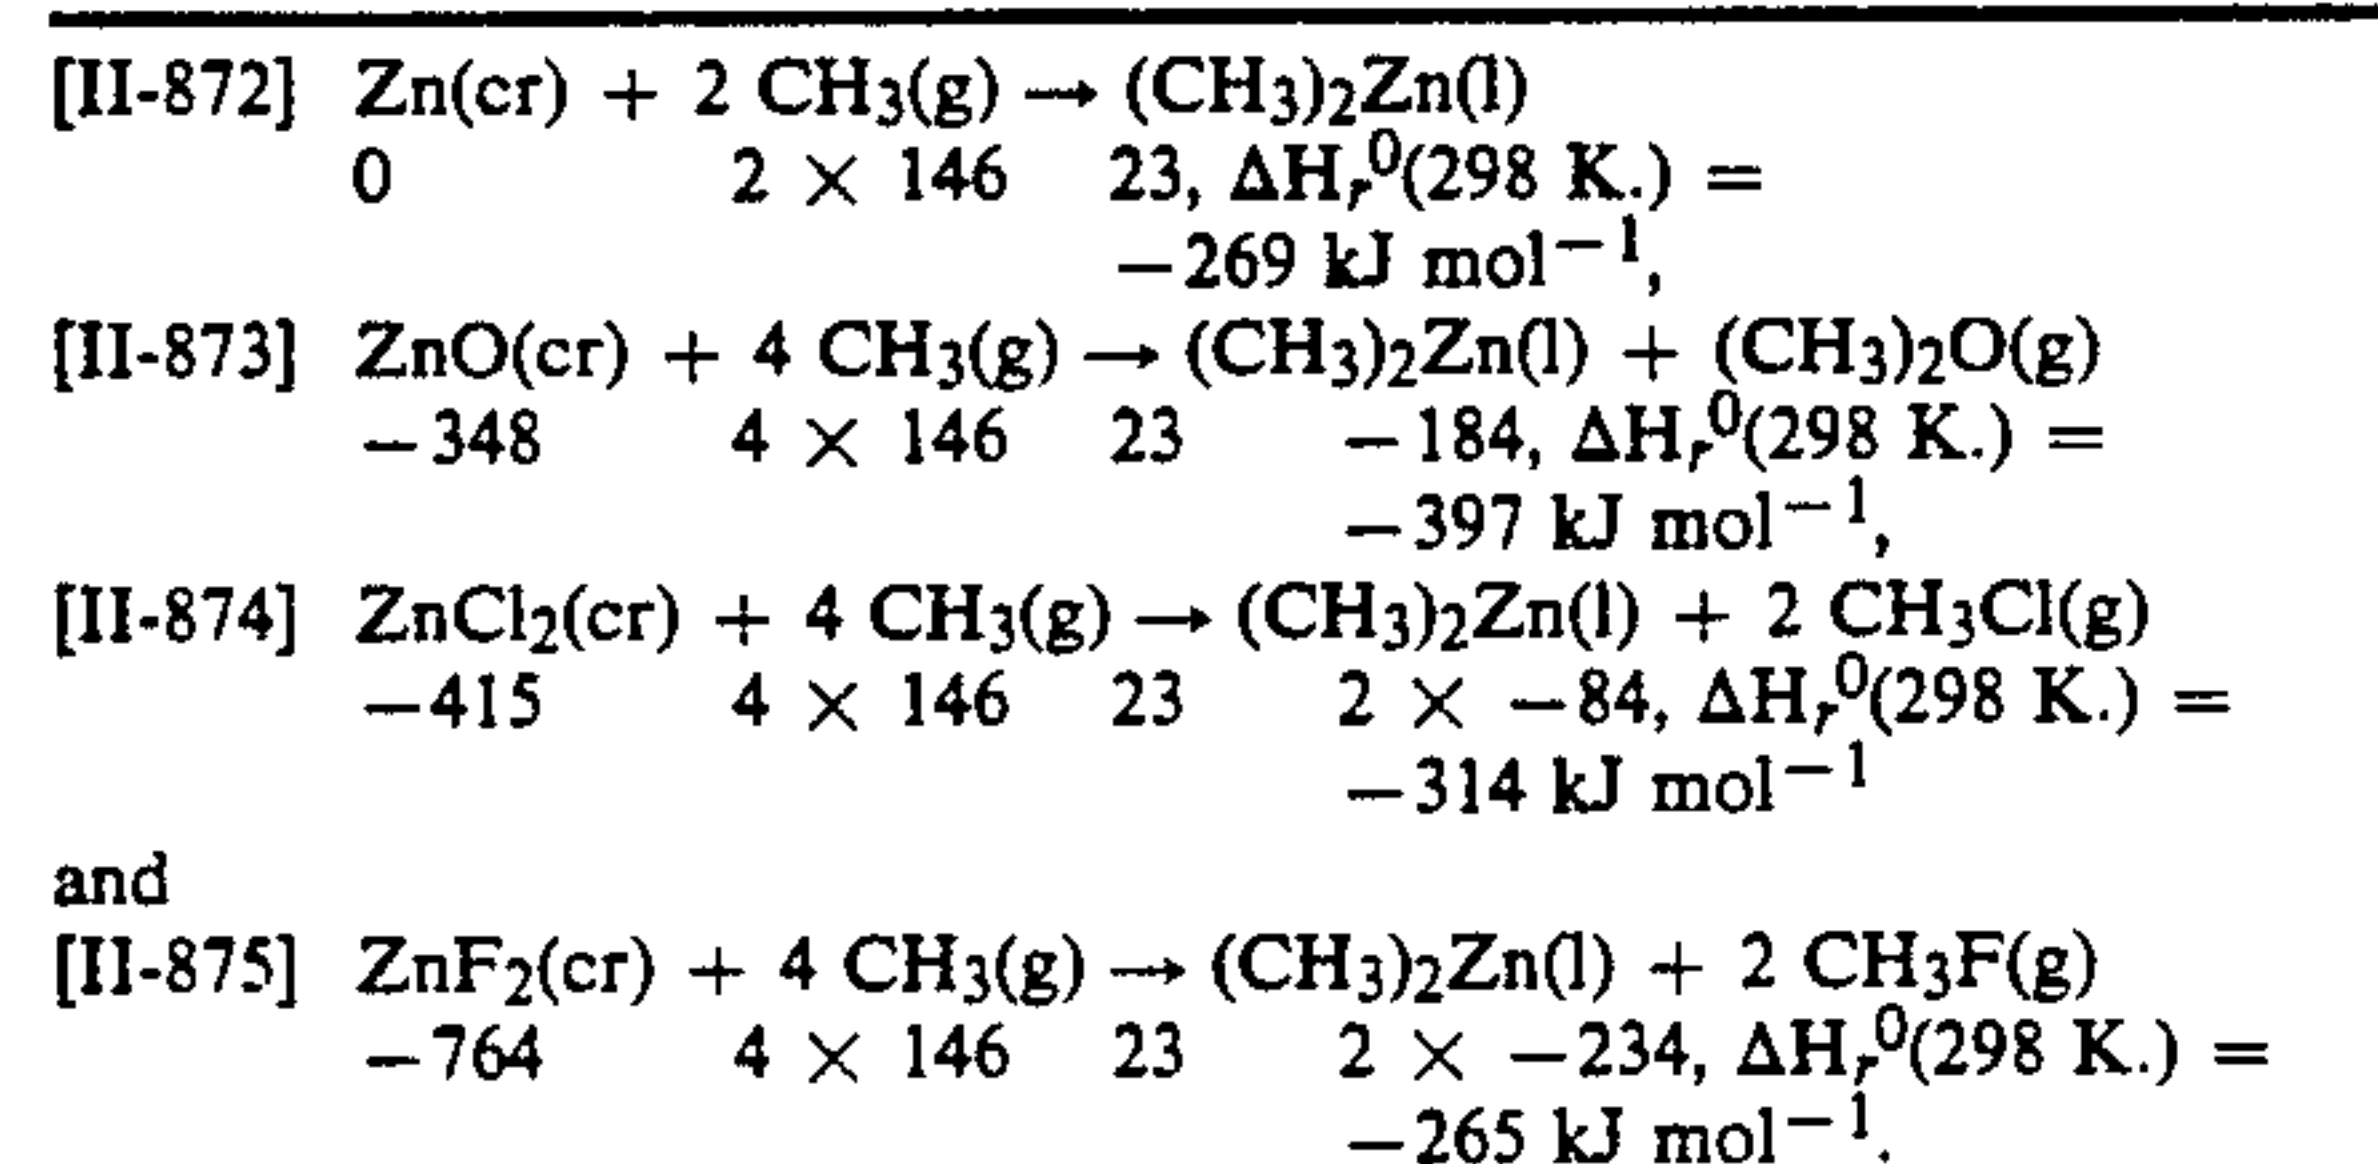 [II-872] Zn(cr) + 2 CH₃(g) → (CH₃)₂Zn(l)
0 2 × 146 23, ΔHᵣ⁰(298 K.) =
−269 kJ mol⁻¹,
[II-873] ZnO(cr) + 4 CH₃(g) → (CH₃)₂Zn(l) + (CH₃)₂O(g)
−348 4 × 146 23 −184, ΔHᵣ⁰(298 K.) =
−397 kJ mol⁻¹,
[II-874] ZnCl₂(cr) + 4 CH₃(g) → (CH₃)₂Zn(l) + 2 CH₃Cl(g)
−415 4 × 146 23 2 × −84, ΔHᵣ⁰(298 K.) =
−314 kJ mol⁻¹
and
[II-875] ZnF₂(cr) + 4 CH₃(g) → (CH₃)₂Zn(l) + 2 CH₃F(g)
−764 4 × 146 23 2 × −234, ΔHᵣ⁰(298 K.) =
−265 kJ mol⁻¹.